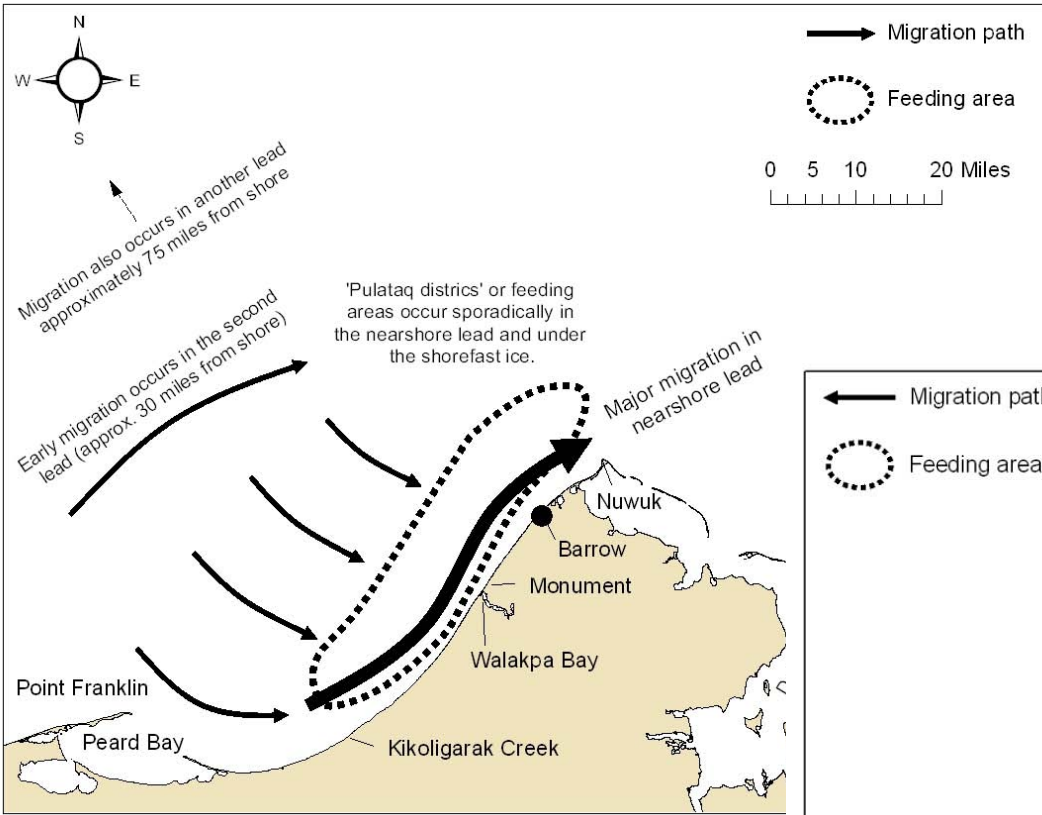 N
W
E
S
Migration path
Feeding area
0 5 10 20 Miles
Migration also occurs in another lead
approximately 75 miles from shore
Early migration occurs in the second
lead (approx. 30 miles from shore)
'Pulataq districs' or feeding
areas occur sporadically in
the nearshore lead and under
the shorefast ice.
Major migration in
nearshore lead
Migration path
Feeding area
Nuwuk
Barrow
Monument
Walakpa Bay
Point Franklin
Peard Bay
Kikoligarak Creek